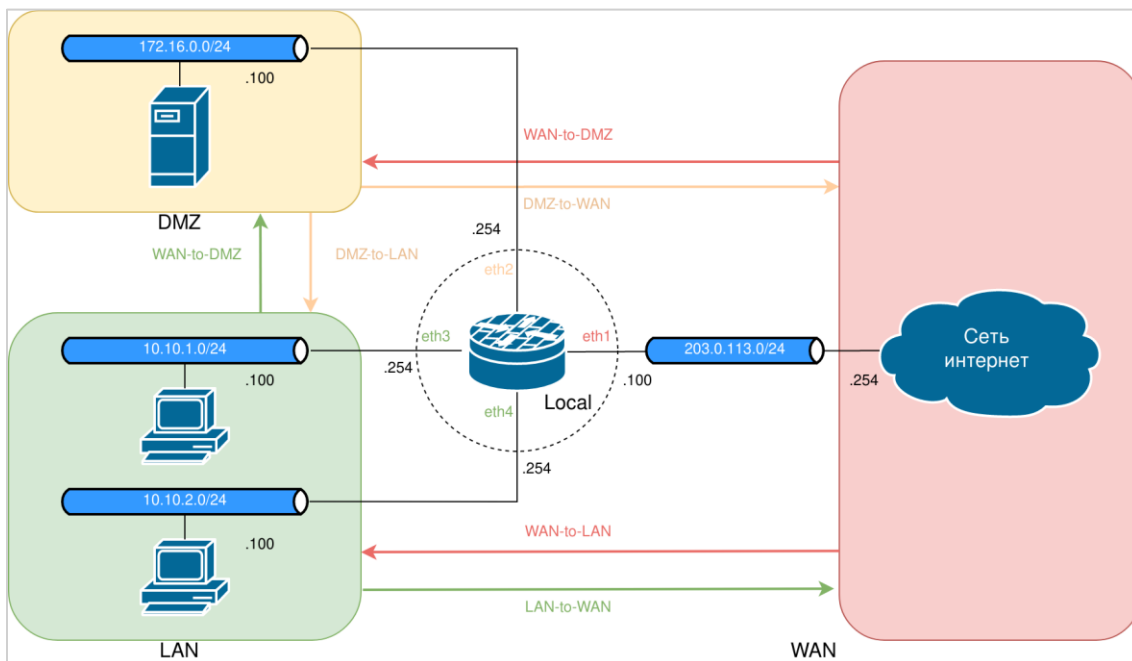 172.16.0.0/24
.100
DMZ
WAN-to-DMZ
DMZ-to-WAN
WAN-to-DMZ
DMZ-to-LAN
.254
eth2
eth3
eth1
eth4
Local
.254
.254
10.10.1.0/24
.100
10.10.2.0/24
.100
LAN
203.0.113.0/24
.100
.254
Сеть
интернет
WAN-to-LAN
LAN-to-WAN
WAN